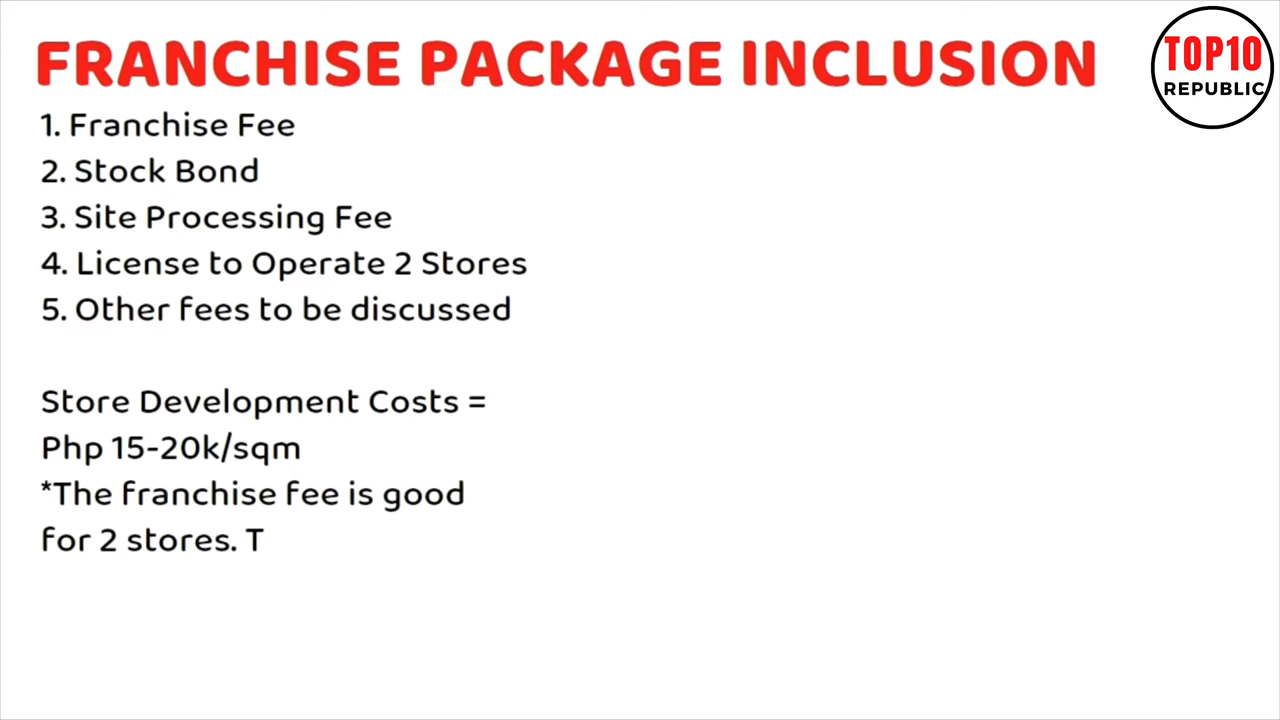 FRANCHISE PACKAGE INCLUSION
TOP10
REPUBLIC
1. Franchise Fee
2. Stock Bond
3. Site Processing Fee
4. License to Operate 2 Stores
5. Other fees to be discussed
Store Development Costs =
Php 15-20k/sqm
*The franchise fee is good
for 2 stores. T